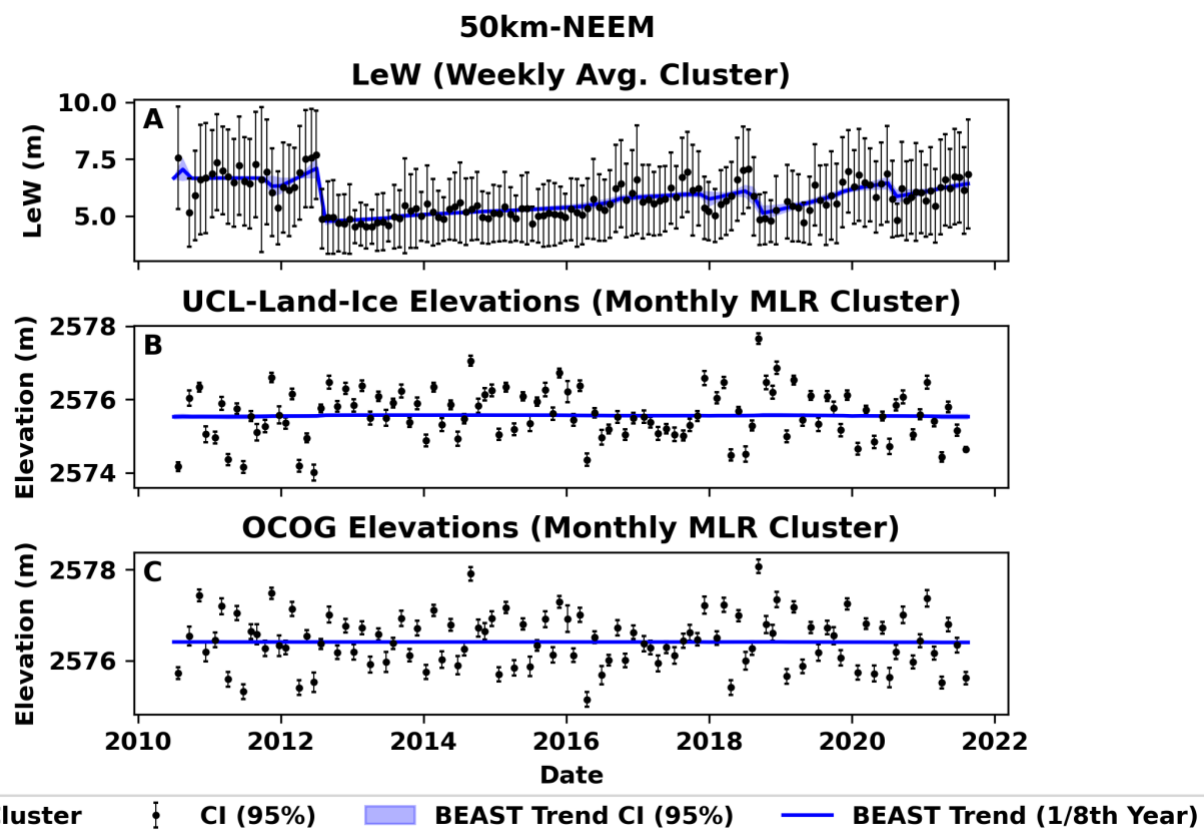 50km-NEEM
LeW (Weekly Avg. Cluster)
A
10.0
7.5
5.0
LeW (m)
UCL-Land-Ice Elevations (Monthly MLR Cluster)
B
2578
2576
2574
Elevation (m)
OCOG Elevations (Monthly MLR Cluster)
C
2578
2576
Elevation (m)
2010 2012 2014 2016 2018 2020 2022
Date
Cluster CI (95%) BEAST Trend CI (95%) BEAST Trend (1/8th Year)